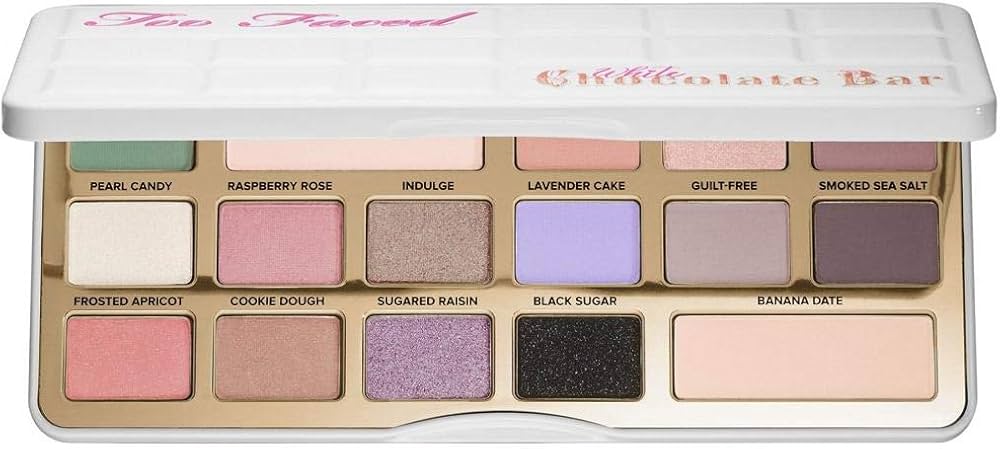 Too Faced
White
Chocolate Bar
PEARL CANDY RASPBERRY ROSE INDULGE LAVENDER CAKE GUILT-FREE SMOKED SEA SALT
FROSTED APRICOT COOKIE DOUGH SUGARED RAISIN BLACK SUGAR BANANA DATE